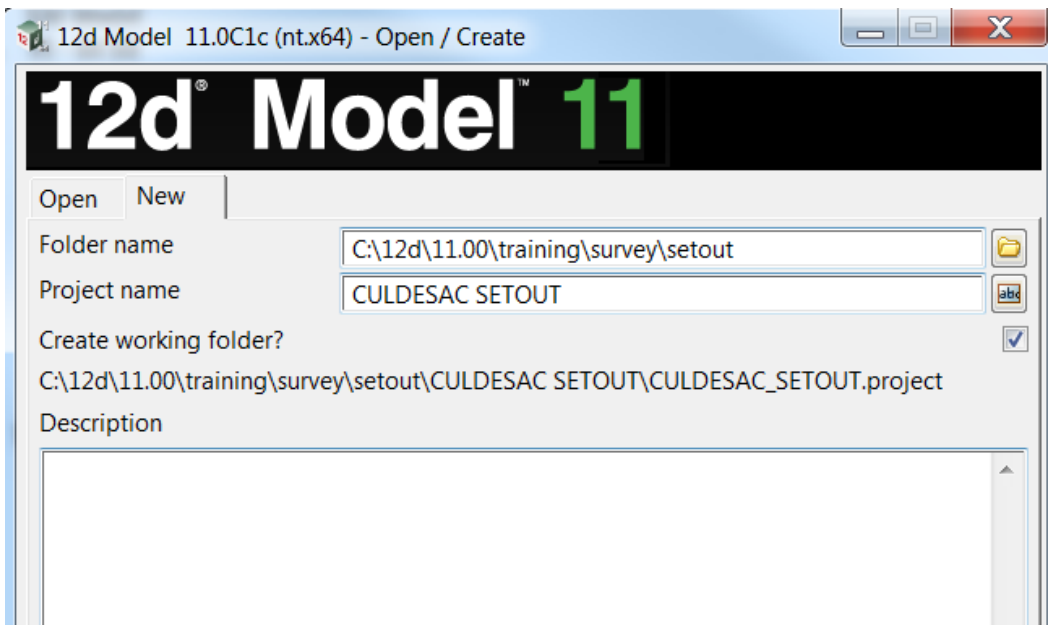 12d Model 11.0C1c (nt.x64) - Open / Create
12d® Model™ 11
Open New
Folder name C:\12d\11.00\training\survey\setout
Project name CULDESAC SETOUT
Create working folder?
C:\12d\11.00\training\survey\setout\CULDESAC SETOUT\CULDESAC_SETOUT.project
Description